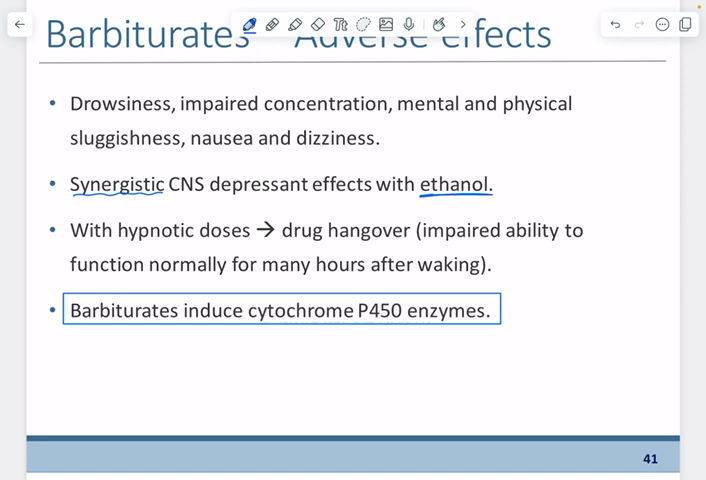 Barbiturates – Adverse effects
• Drowsiness, impaired concentration, mental and physical
sluggishness, nausea and dizziness.
• Synergistic CNS depressant effects with ethanol.
• With hypnotic doses → drug hangover (impaired ability to
function normally for many hours after waking).
• Barbiturates induce cytochrome P450 enzymes.
41